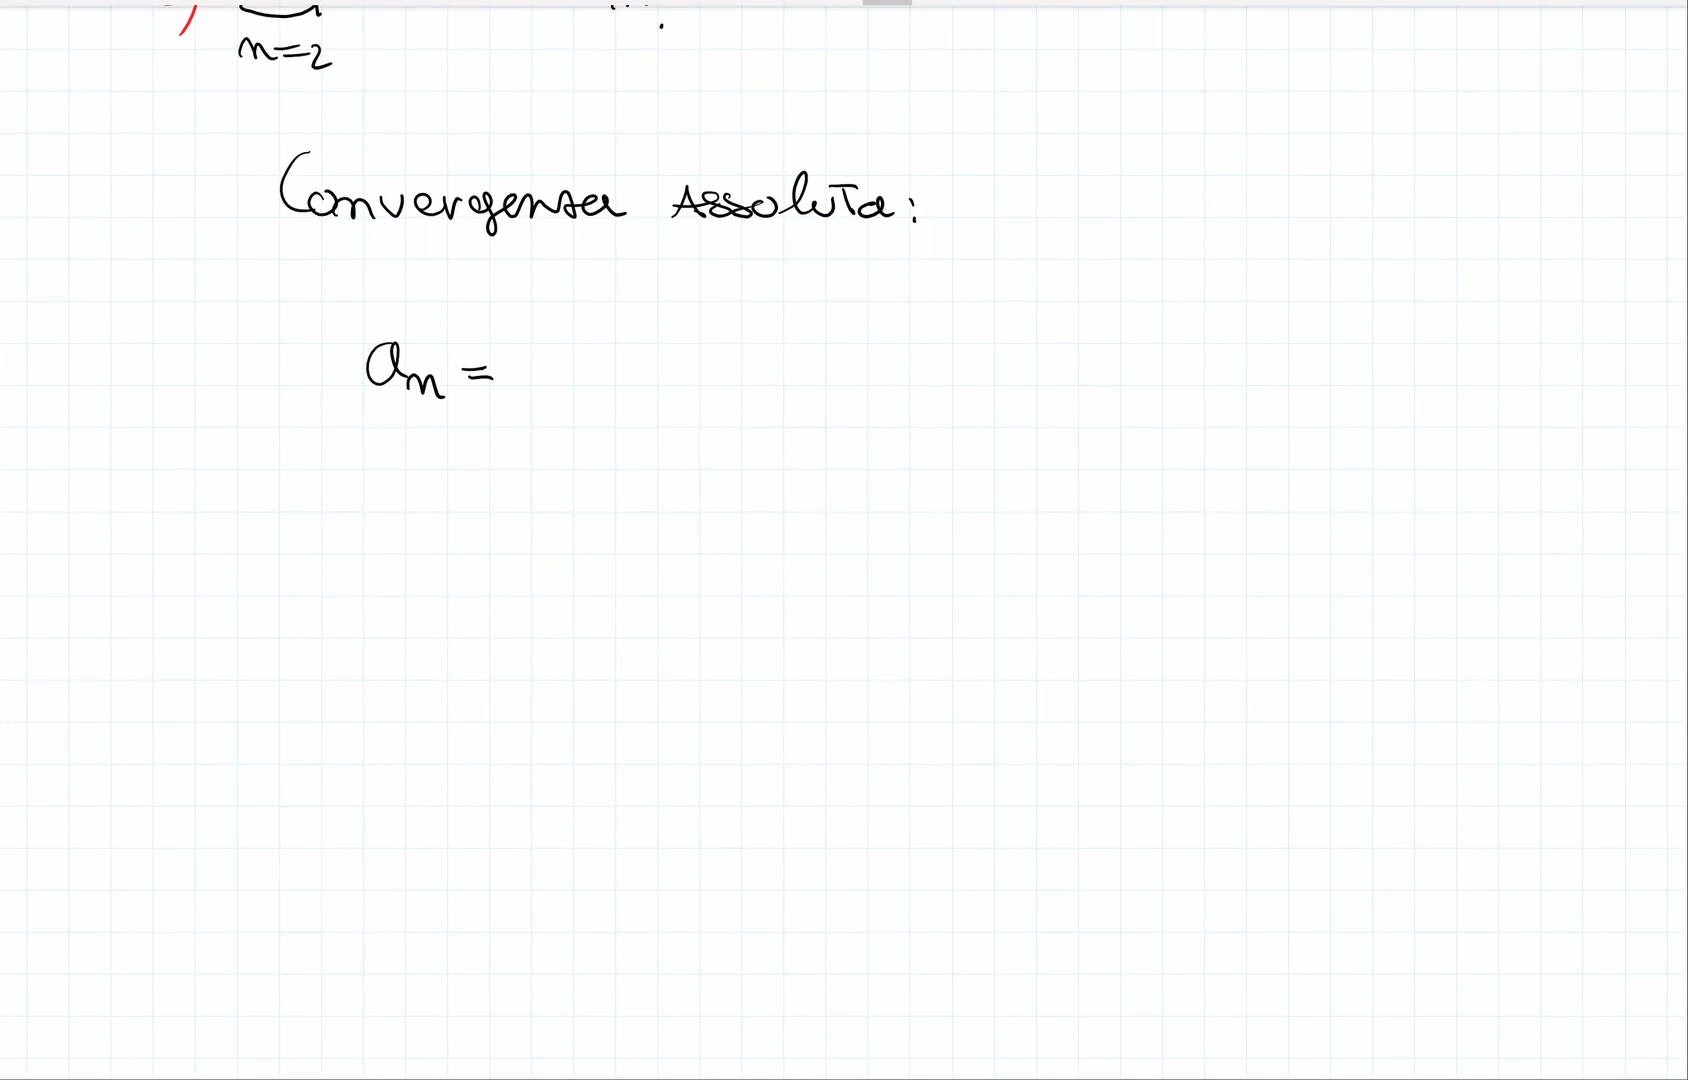 n=2
Convergenza Assoluta:
an =